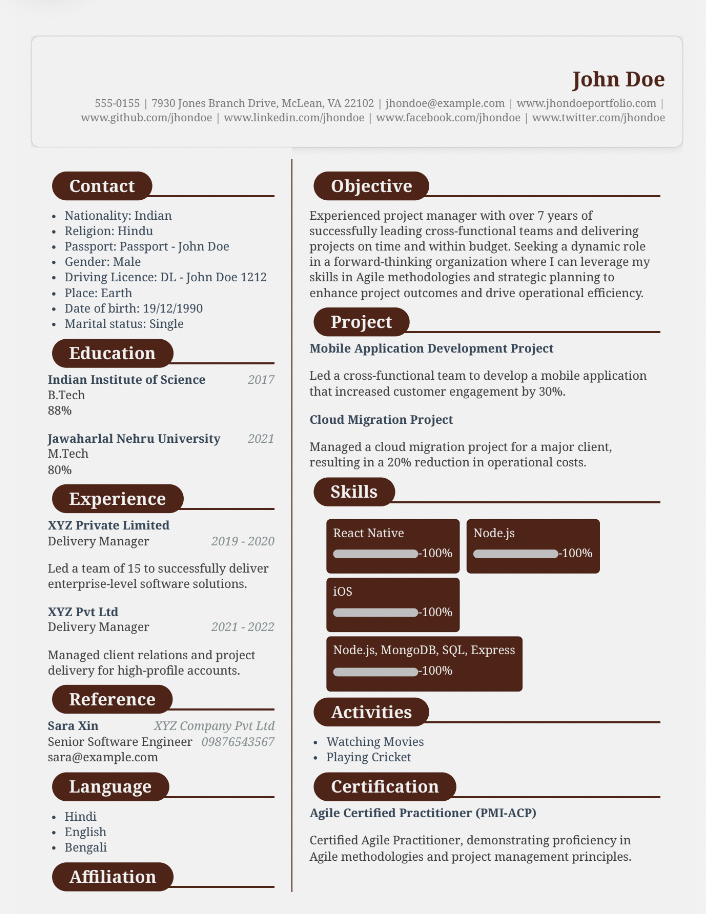 John Doe
555-0155 | 7930 Jones Branch Drive, McLean, VA 22102 | jhondoe@example.com | www.jhondoeportfolio.com |
www.github.com/jhondoe | www.linkedin.com/jhondoe | www.facebook.com/jhondoe | www.twitter.com/jhondoe
Contact
• Nationality: Indian
• Religion: Hindu
• Passport: Passport - John Doe
• Gender: Male
• Driving Licence: DL - John Doe 1212
• Place: Earth
• Date of birth: 19/12/1990
• Marital status: Single
Education
Indian Institute of Science 2017
B.Tech
88%
Jawaharlal Nehru University 2021
M.Tech
80%
Experience
XYZ Private Limited
Delivery Manager 2019 - 2020
Led a team of 15 to successfully deliver
enterprise-level software solutions.
XYZ Pvt Ltd
Delivery Manager 2021 - 2022
Managed client relations and project
delivery for high-profile accounts.
Reference
Sara Xin XYZ Company Pvt Ltd
Senior Software Engineer 09876543567
sara@example.com
Language
• Hindi
• English
• Bengali
Affiliation
Objective
Experienced project manager with over 7 years of
successfully leading cross-functional teams and delivering
projects on time and within budget. Seeking a dynamic role
in a forward-thinking organization where I can leverage my
skills in Agile methodologies and strategic planning to
enhance project outcomes and drive operational efficiency.
Project
Mobile Application Development Project
Led a cross-functional team to develop a mobile application
that increased customer engagement by 30%.
Cloud Migration Project
Managed a cloud migration project for a major client,
resulting in a 20% reduction in operational costs.
Skills
React Native
-100%
Node.js
-100%
iOS
-100%
Node.js, MongoDB, SQL, Express
-100%
Activities
• Watching Movies
• Playing Cricket
Certification
Agile Certified Practitioner (PMI-ACP)
Certified Agile Practitioner, demonstrating proficiency in
Agile methodologies and project management principles.